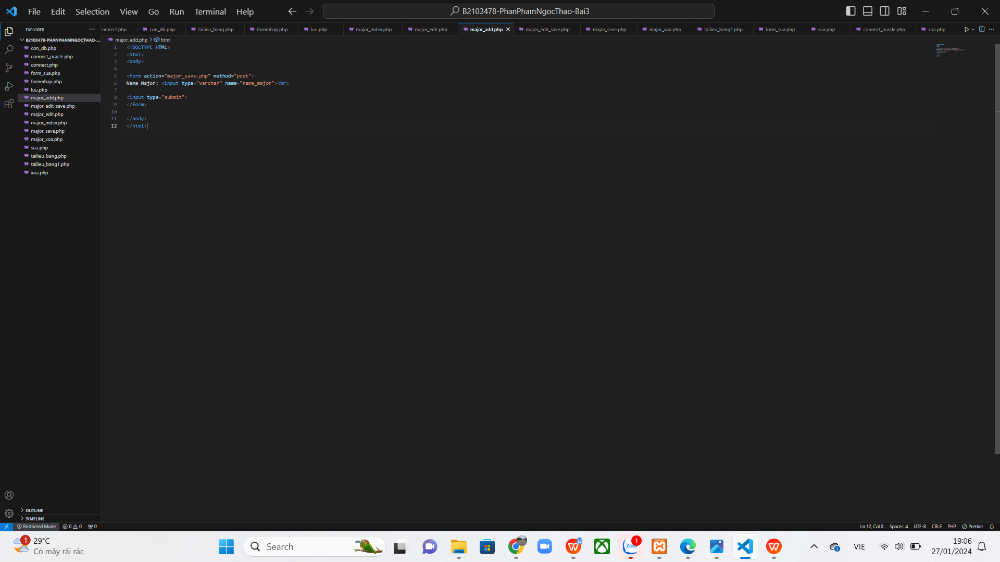 File Edit Selection View Go Run Terminal Help
B2103478-PhanPhamNgocThao-Bai3
EXPLORER
B2103478-PHANPHAMNGOCTHAO-...
con_db.php
connect_oracle.php
connect.php
form_sua.php
formnhap.php
luu.php
major_add.php
major_edit_save.php
major_edit.php
major_index.php
major_save.php
major_xoa.php
sua.php
tailieu_bang.php
tailieu_bang1.php
xoa.php
OUTLINE
TIMELINE
connect.php con_db.php tailieu_bang.php formnhap.php luu.php major_index.php major_edit.php major_add.php major_edit_save.php major_save.php major_xoa.php tailieu_bang1.php form_sua.php sua.php connect_oracle.php xoa.php
major_add.php > html
1 <!DOCTYPE HTML>
2 <html>
3 <body>
4
5 <form action="major_save.php" method="post">
6 Name Major: <input type="varchar" name="name_major"><br>
7
8 <input type="submit">
9 </form>
10
11 </body>
12 </html>
Restricted Mode 0 0 0
Ln 12, Col 8 Spaces: 4 UTF-8 CRLF PHP Prettier
1 29°C
Có mây rải rác
Search
Zalo 1
VIE
19:06
27/01/2024